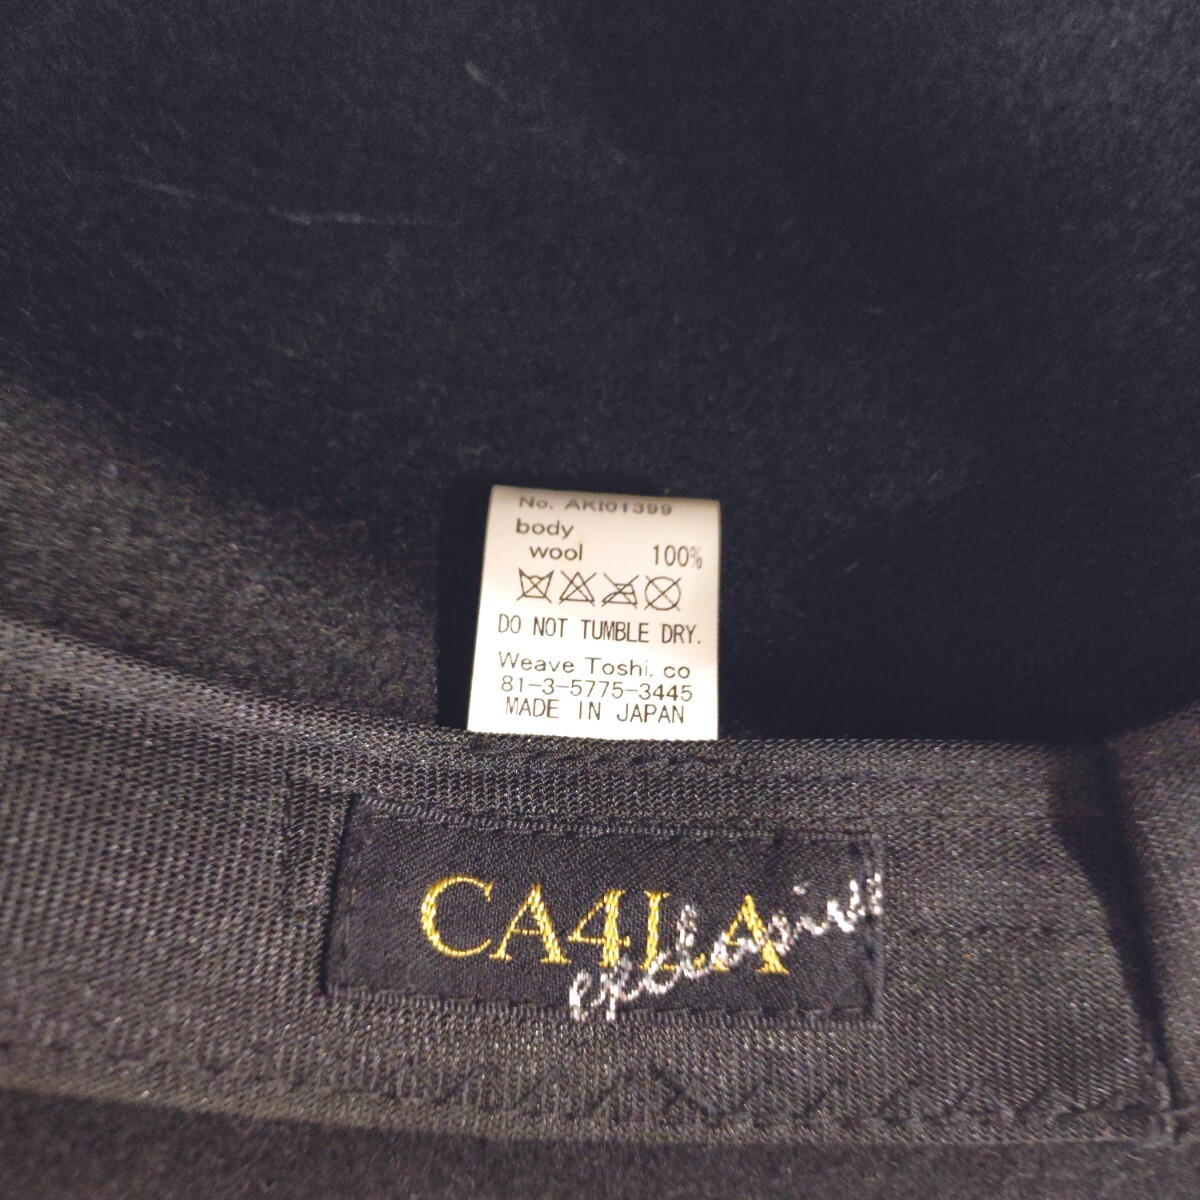 No. AKI01399
body
wool 100%
DO NOT TUMBLE DRY.
Weave Toshi. co
81-3-5775-3445
MADE IN JAPAN
CA4LA
exclusive